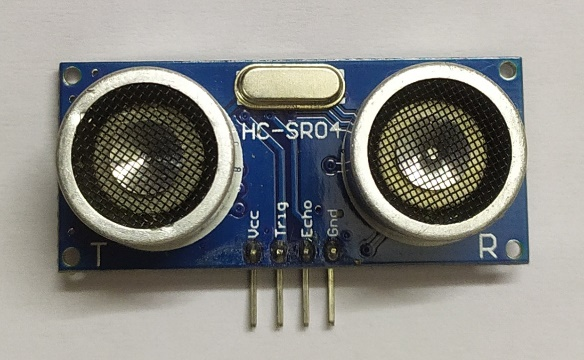 HC-SR04
Vcc
Trig
Echo
Gnd
T
R